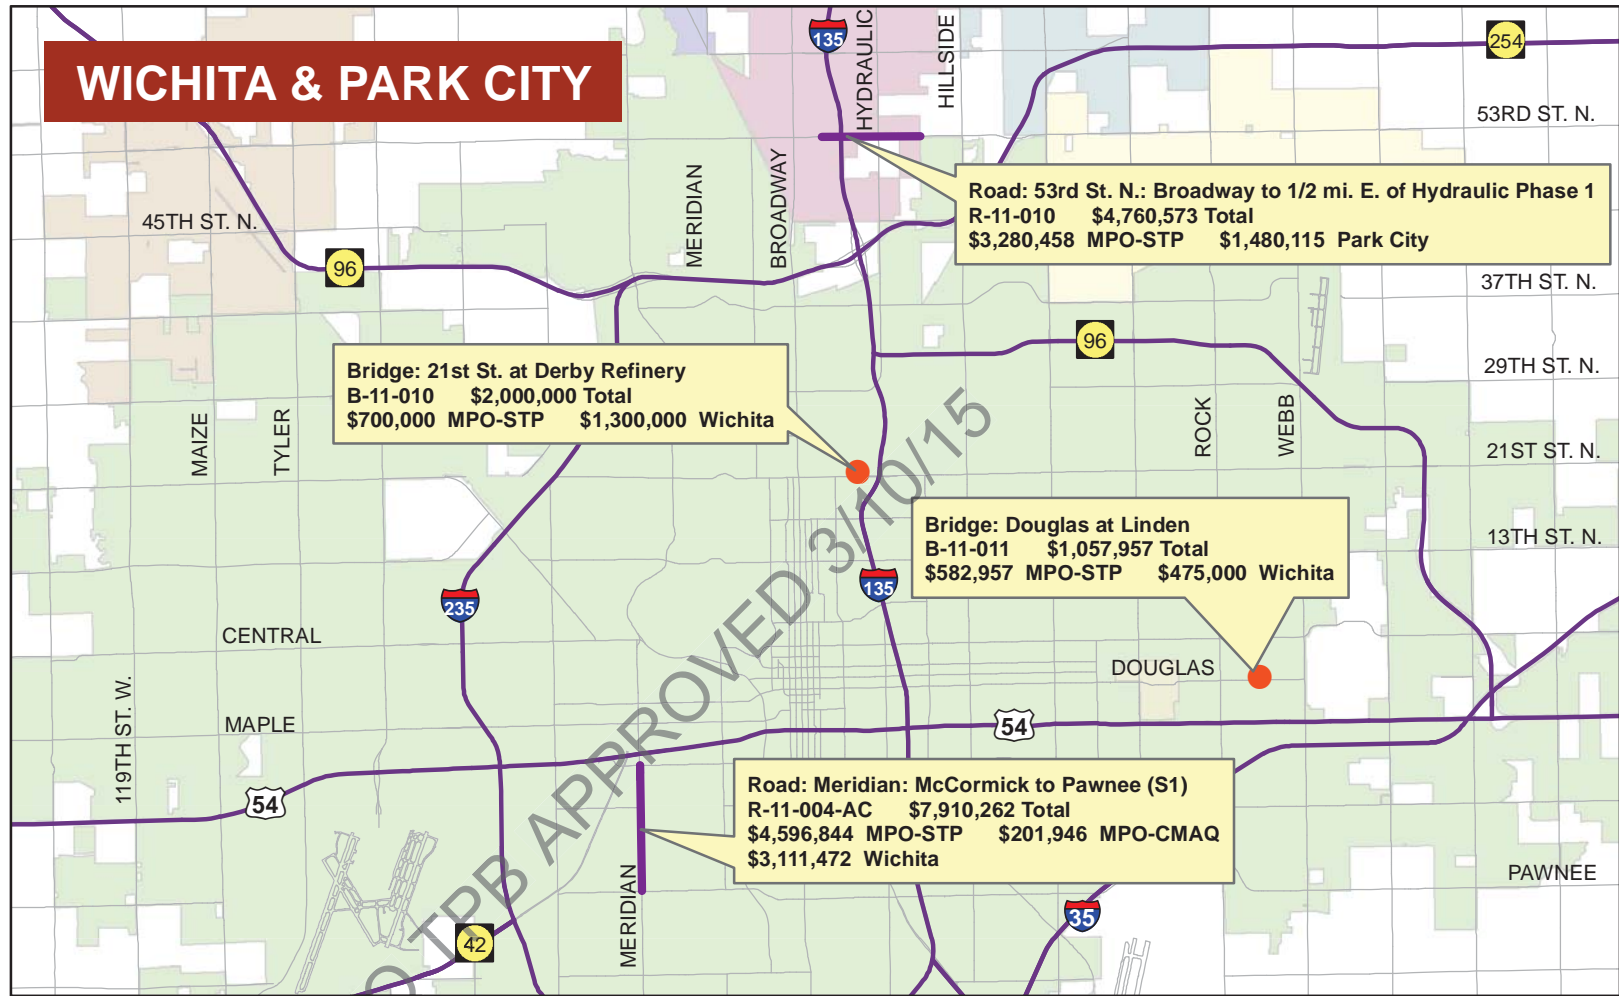 WICHITA & PARK CITY
135
HYDRAULIC
HILLSIDE
254
53RD ST. N.
Road: 53rd St. N.: Broadway to 1/2 mi. E. of Hydraulic Phase 1
R-11-010 $4,760,573 Total
$3,280,458 MPO-STP $1,480,115 Park City
45TH ST. N.
MERIDIAN
BROADWAY
96
37TH ST. N.
96
29TH ST. N.
Bridge: 21st St. at Derby Refinery
B-11-010 $2,000,000 Total
$700,000 MPO-STP $1,300,000 Wichita
MAIZE
TYLER
ROCK
WEBB
21ST ST. N.
Bridge: Douglas at Linden
B-11-011 $1,057,957 Total
$582,957 MPO-STP $475,000 Wichita
13TH ST. N.
235
135
CENTRAL
DOUGLAS
119TH ST. W.
MAPLE
54
54
Road: Meridian: McCormick to Pawnee (S1)
R-11-004-AC $7,910,262 Total
$4,596,844 MPO-STP $201,946 MPO-CMAQ
$3,111,472 Wichita
MERIDIAN
PAWNEE
35
42
O TPB APPROVED 3/10/15